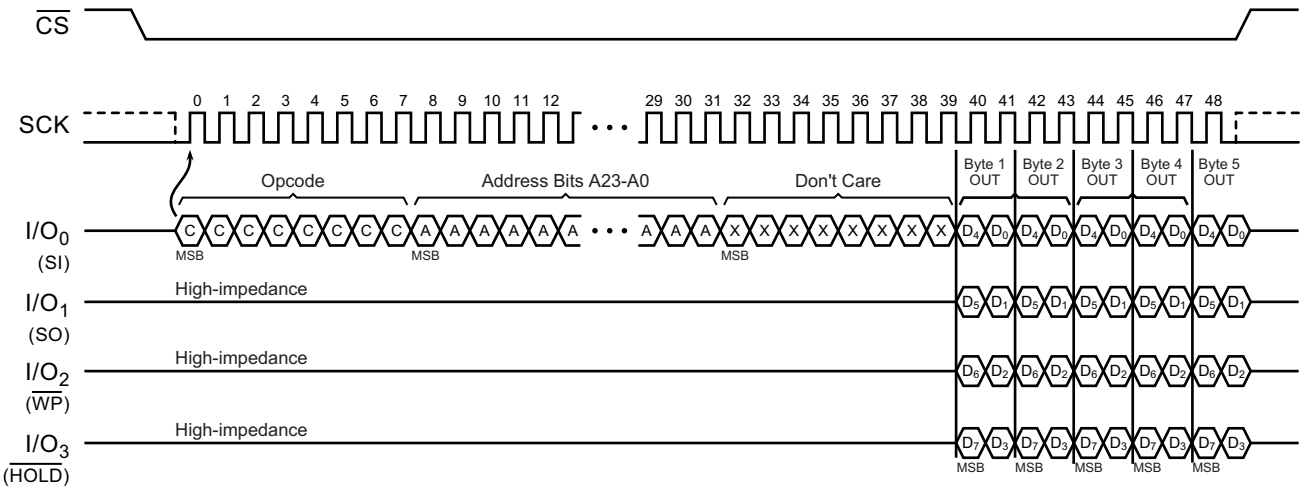 CS
SCK
0 1 2 3 4 5 6 7 8 9 10 11 12 • • • 29 30 31 32 33 34 35 36 37 38 39 40 41 42 43 44 45 46 47 48
Opcode Address Bits A23-A0 Don't Care Byte 1 OUT Byte 2 OUT Byte 3 OUT Byte 4 OUT Byte 5 OUT
I/O0 (SI)
C C C C C C C C A A A A A A • • • A A A X X X X X X X X D4 D0 D4 D0 D4 D0 D4 D0 D4 D0
MSB MSB MSB
I/O1 (SO)
High-impedance
D5 D1 D5 D1 D5 D1 D5 D1 D5 D1
I/O2 (WP)
High-impedance
D6 D2 D6 D2 D6 D2 D6 D2 D6 D2
I/O3 (HOLD)
High-impedance
D7 D3 D7 D3 D7 D3 D7 D3 D7 D3
MSB MSB MSB MSB MSB